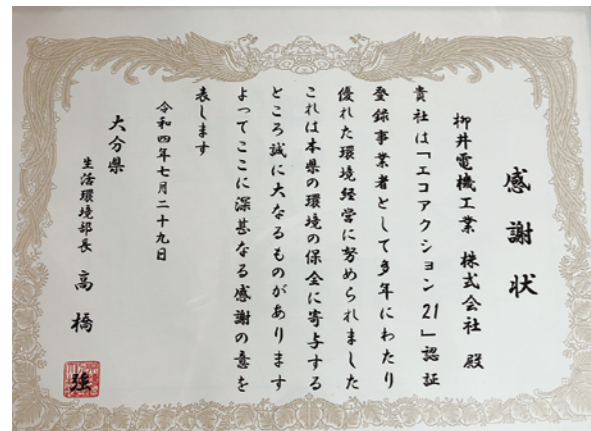 感謝状
柳井電機工業 株式会社 殿
貴社は「エコアクション21」認証
登録事業者として多年にわたり
優れた環境経営に努められました
これは本県の環境の保全に寄与する
ところ誠に大なるものがあります
よってここに深甚なる感謝の意を
表します
令和四年七月二十九日
大分県
生活環境部長 高橋 強